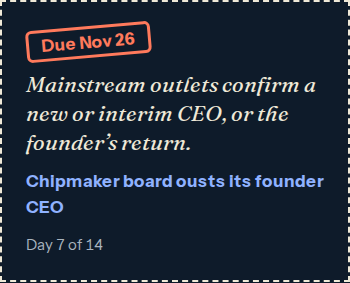 Due Nov 26
Mainstream outlets confirm a
new or interim CEO, or the
founder's return.
Chipmaker board ousts its founder
CEO
Day 7 of 14